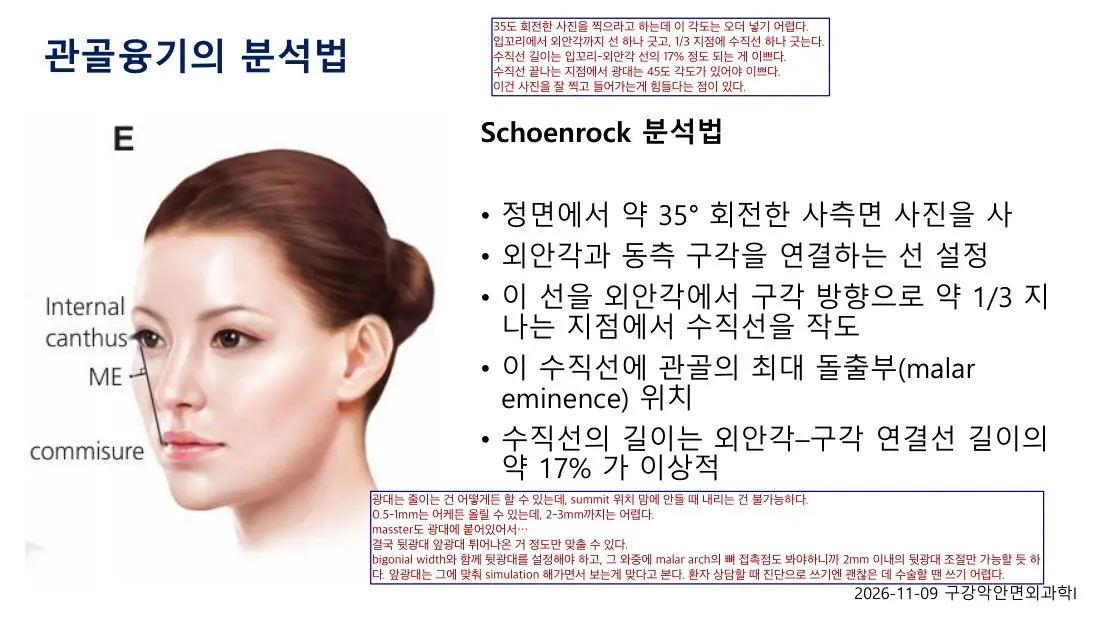 35도 회전한 사진을 찍으라고 하는데 이 각도는 오더 넣기 어렵다.
입꼬리에서 외안각까지 선 하나 긋고, 1/3 지점에 수직선 하나 긋는다.
수직선 길이는 입꼬리-외안각 선의 17% 정도 되는 게 이쁘다.
수직선 끝나는 지점에서 광대는 45도 각도가 있어야 이쁘다.
이건 사진을 잘 찍고 들어가는게 힘들다는 점이 있다.
관골융기의 분석법
E
Internal
canthus
ME
commisure
Schoenrock 분석법
• 정면에서 약 35° 회전한 사측면 사진을 사
• 외안각과 동측 구각을 연결하는 선 설정
• 이 선을 외안각에서 구각 방향으로 약 1/3 지
나는 지점에서 수직선을 작도
• 이 수직선에 관골의 최대 돌출부(malar
eminence) 위치
• 수직선의 길이는 외안각–구각 연결선 길이의
약 17% 가 이상적
광대는 줄이는 건 어떻게든 할 수 있는데, summit 위치 맘에 안들 때 내리는 건 불가능하다.
0.5-1mm는 어케든 올릴 수 있는데, 2-3mm까지는 어렵다.
masster도 광대에 붙어있어서…
결국 뒷광대 앞광대 튀어나온 거 정도만 맞출 수 있다.
bigonial width와 함께 뒷광대를 설정해야 하고, 그 와중에 malar arch의 뼈 접촉점도 봐야하니까 2mm 이내의 뒷광대 조절만 가능할 듯 하
다. 앞광대는 그에 맞춰 simulation 해가면서 보는게 맞다고 본다. 환자 상담할 때 진단으로 쓰기엔 괜찮은 데 수술할 땐 쓰기 어렵다.
2026-11-09 구강악안면외과학I